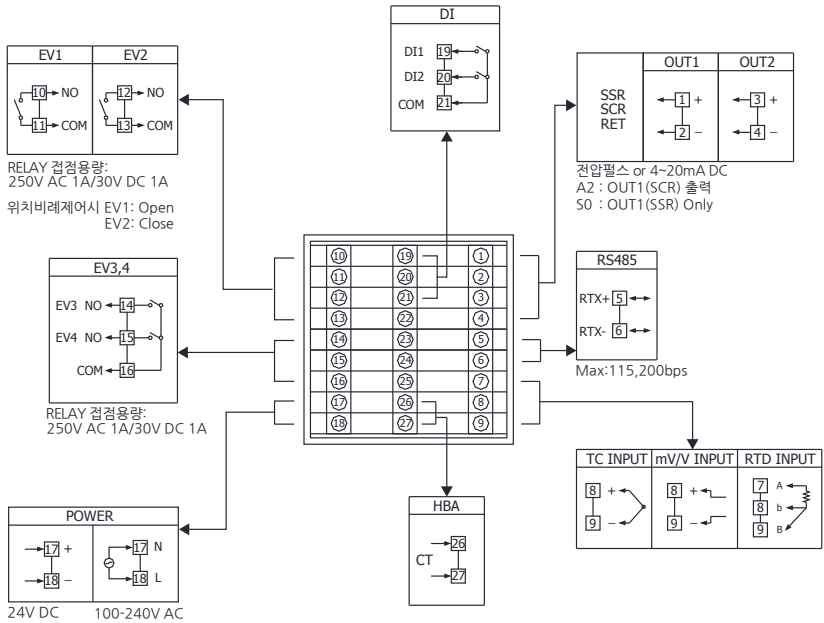 DI
DI1 19
DI2 20
COM 21
EV1 EV2
10 NO 12 NO
11 COM 13 COM
RELAY 접점용량:
250V AC 1A/30V DC 1A
위치비례제어시 EV1: Open
EV2: Close
OUT1 OUT2
SSR
SCR
RET
1 + 3 +
2 − 4 −
전압펄스 or 4~20mA DC
A2 : OUT1(SCR) 출력
S0 : OUT1(SSR) Only
EV3,4
EV3 NO 14
EV4 NO 15
COM 16
RELAY 접점용량:
250V AC 1A/30V DC 1A
10 19 1
11 20 2
12 21 3
13 22 4
14 23 5
15 24 6
16 25 7
17 26 8
18 27 9
RS485
RTX+ 5
RTX- 6
Max:115,200bps
TC INPUT mV/V INPUT RTD INPUT
8 + 8 + 7 A
8 b
9 − 9 − 9 B
POWER
17 + 17 N
18 − 18 L
24V DC 100-240V AC
HBA
CT
26
27